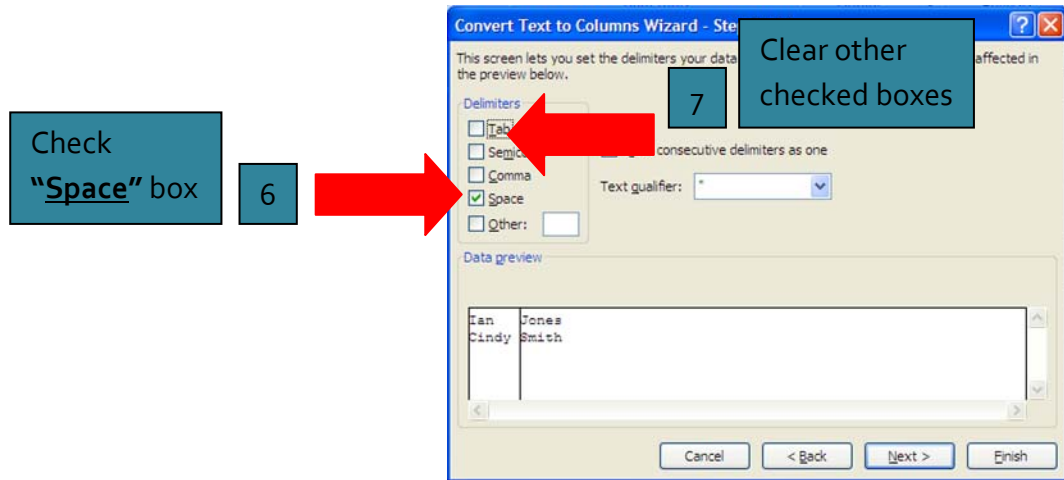 Convert Text to Columns Wizard - Ste
This screen lets you set the delimiters your data affected in
the preview below.
Clear other
checked boxes
7
Delimiters
Tab
Check
"Space" box
6
consecutive delimiters as one
Comma
Text qualifier: "
Space
Other:
Data preview
Ian Jones
Cindy Smith
Cancel
< Back
Next >
Finish